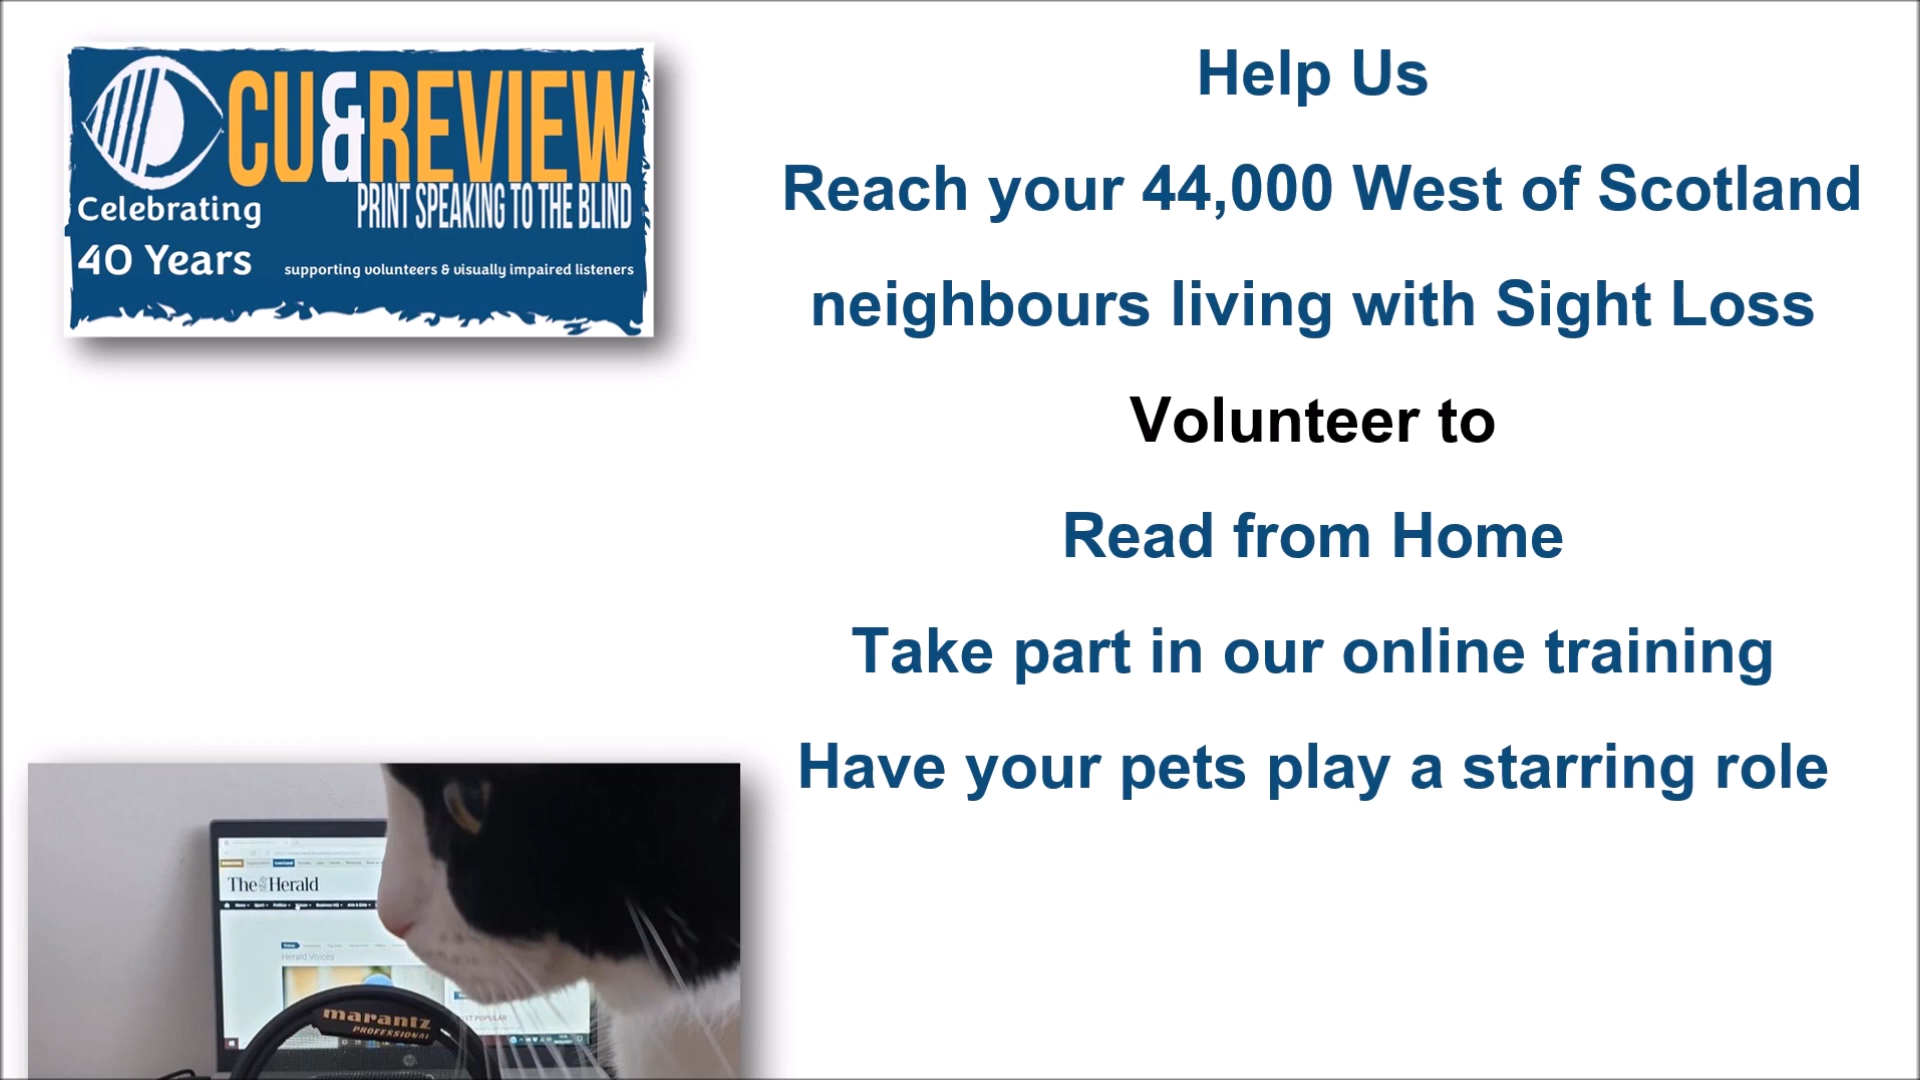 CU&REVIEW
PRINT SPEAKING TO THE BLIND
Celebrating
40 Years
supporting volunteers & visually impaired listeners
Help Us
Reach your 44,000 West of Scotland
neighbours living with Sight Loss
Volunteer to
Read from Home
Take part in our online training
Have your pets play a starring role
The Herald
Herald Voices
marantz
PROFESSIONAL